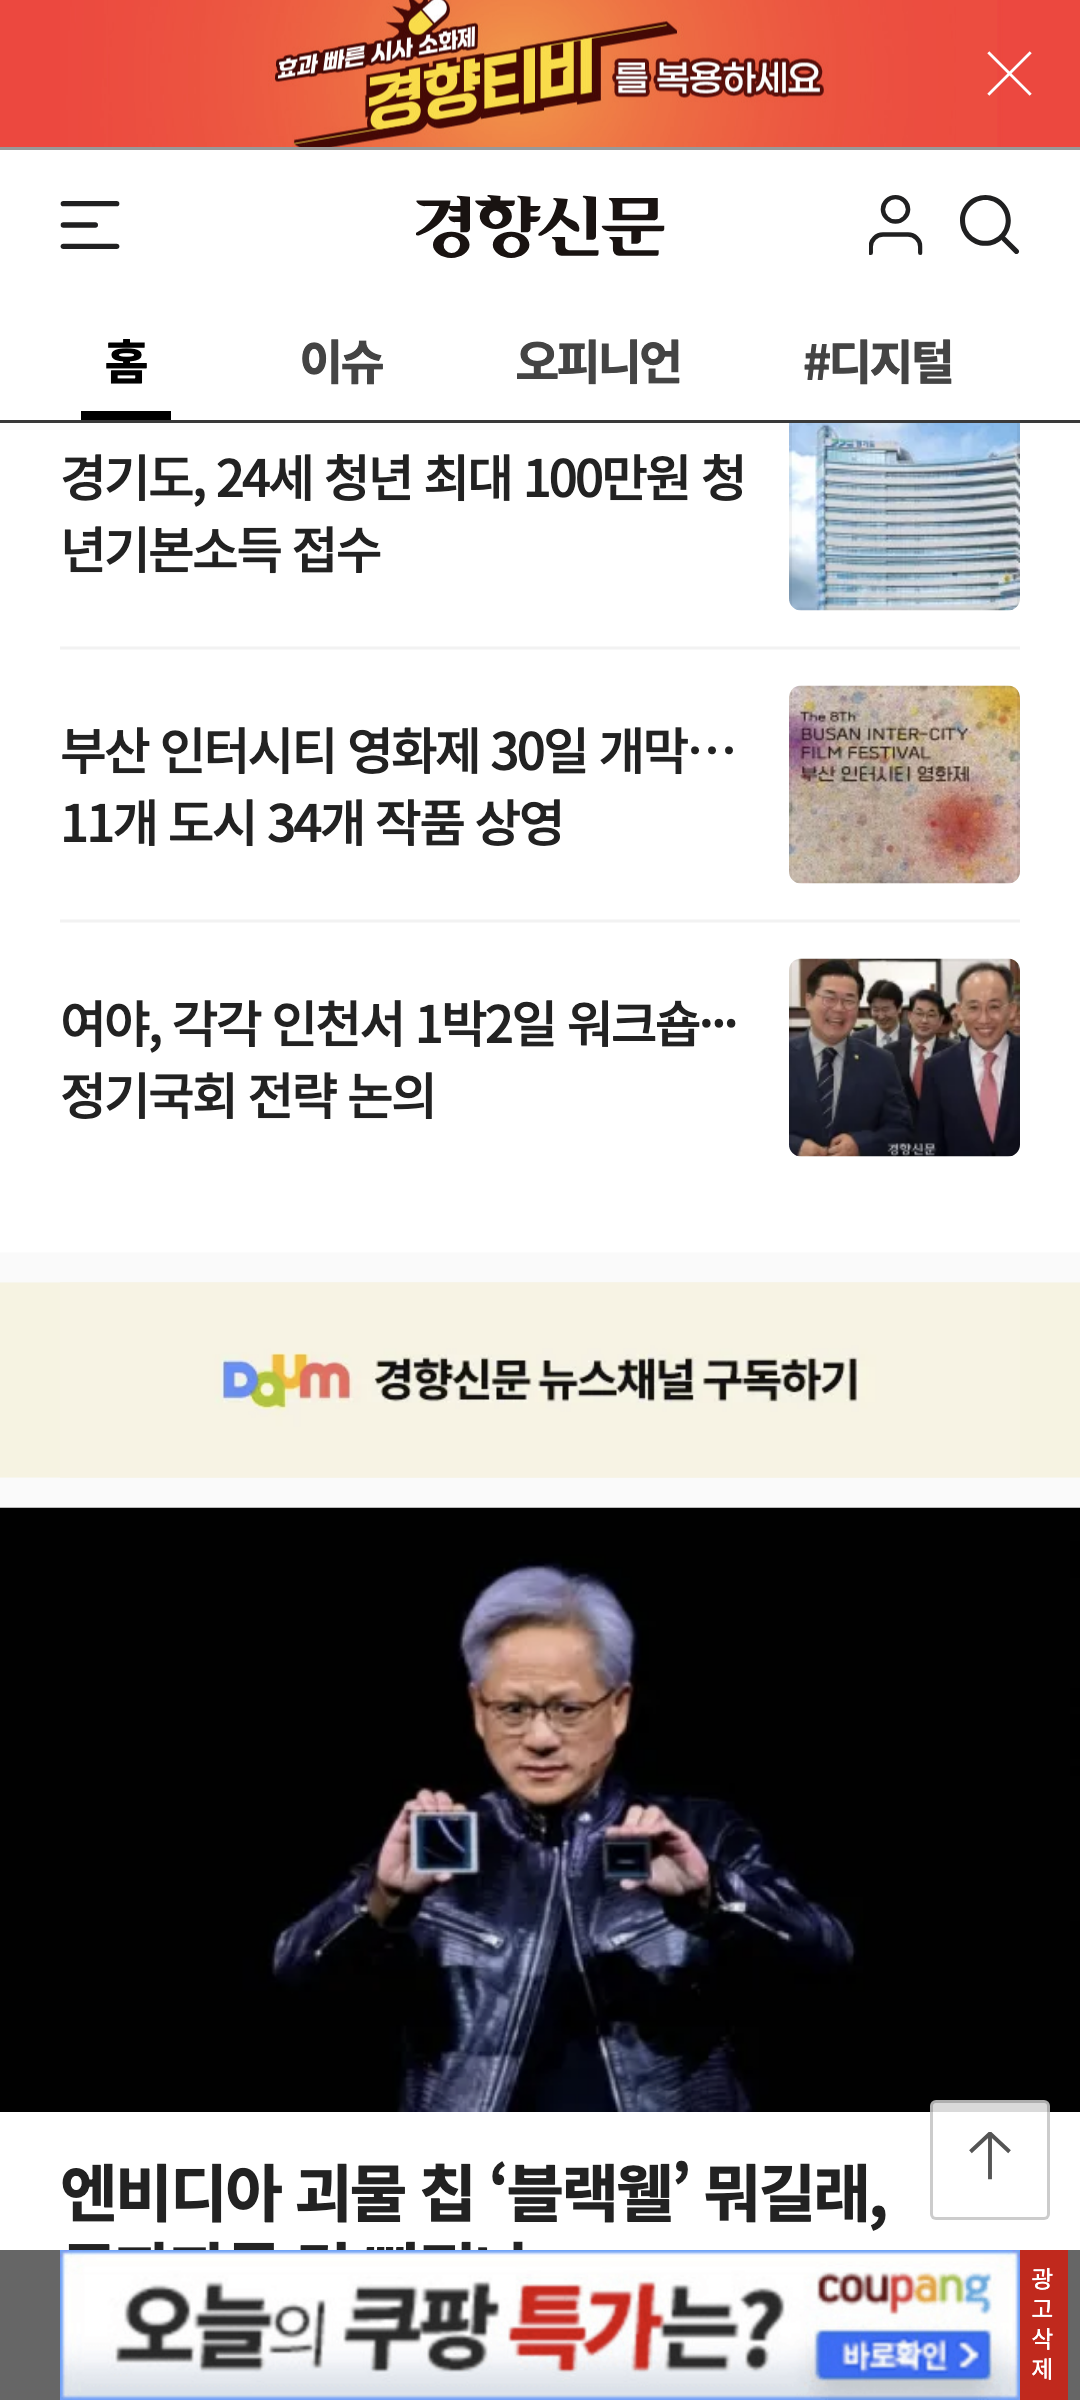 효과 빠른 시사 소화제
경향티비 를 복용하세요
경향신문
홈 이슈 오피니언 #디지털
경기도, 24세 청년 최대 100만원 청
년기본소득 접수
부산 인터시티 영화제 30일 개막…
11개 도시 34개 작품 상영
The 8Th
BUSAN INTER-CITY
FILM FESTIVAL
부산 인터시티 영화제
여야, 각각 인천서 1박2일 워크숍…
정기국회 전략 논의
경향신문
Daum 경향신문 뉴스채널 구독하기
엔비디아 괴물 칩 ‘블랙웰’ 뭐길래,
오늘의 쿠팡 특가는?
coupang
바로확인
광고삭제